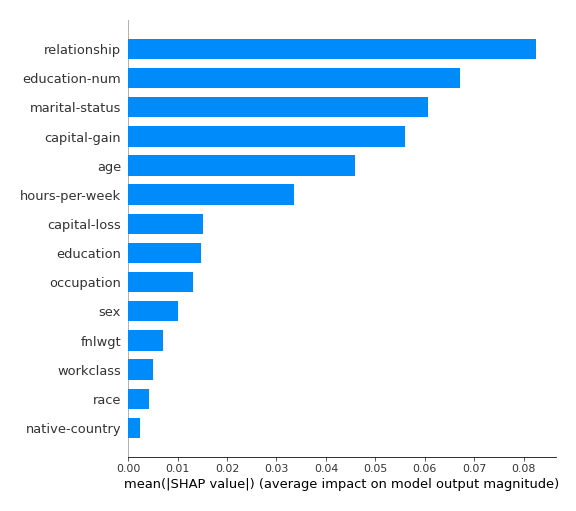 relationship
education-num
marital-status
capital-gain
age
hours-per-week
capital-loss
education
occupation
sex
fnlwgt
workclass
race
native-country
0.00 0.01 0.02 0.03 0.04 0.05 0.06 0.07 0.08
mean(|SHAP value|) (average impact on model output magnitude)